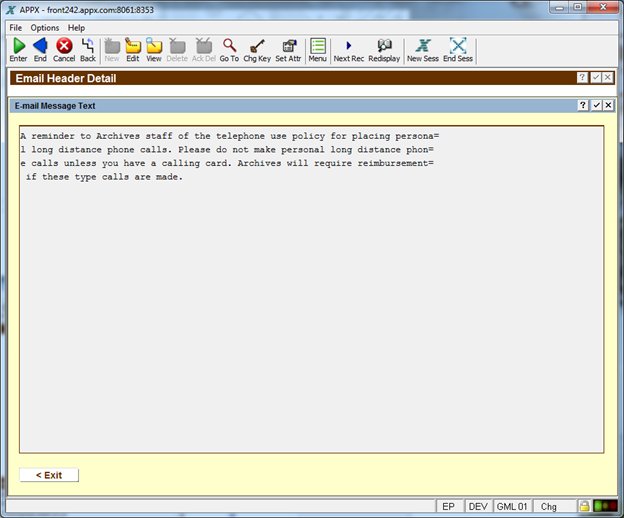 APPX - front242.appx.com:8061:8353
File Options Help
Enter End Cancel Back New Edit View Delete Ack Del Go To Chg Key Set Attr Menu Next Rec Redisplay New Sess End Sess
Email Header Detail ?
E-mail Message Text ?
A reminder to Archives staff of the telephone use policy for placing persona=
l long distance phone calls. Please do not make personal long distance phon=
e calls unless you have a calling card. Archives will require reimbursement=
if these type calls are made.
< Exit
EP DEV GML 01 Chg